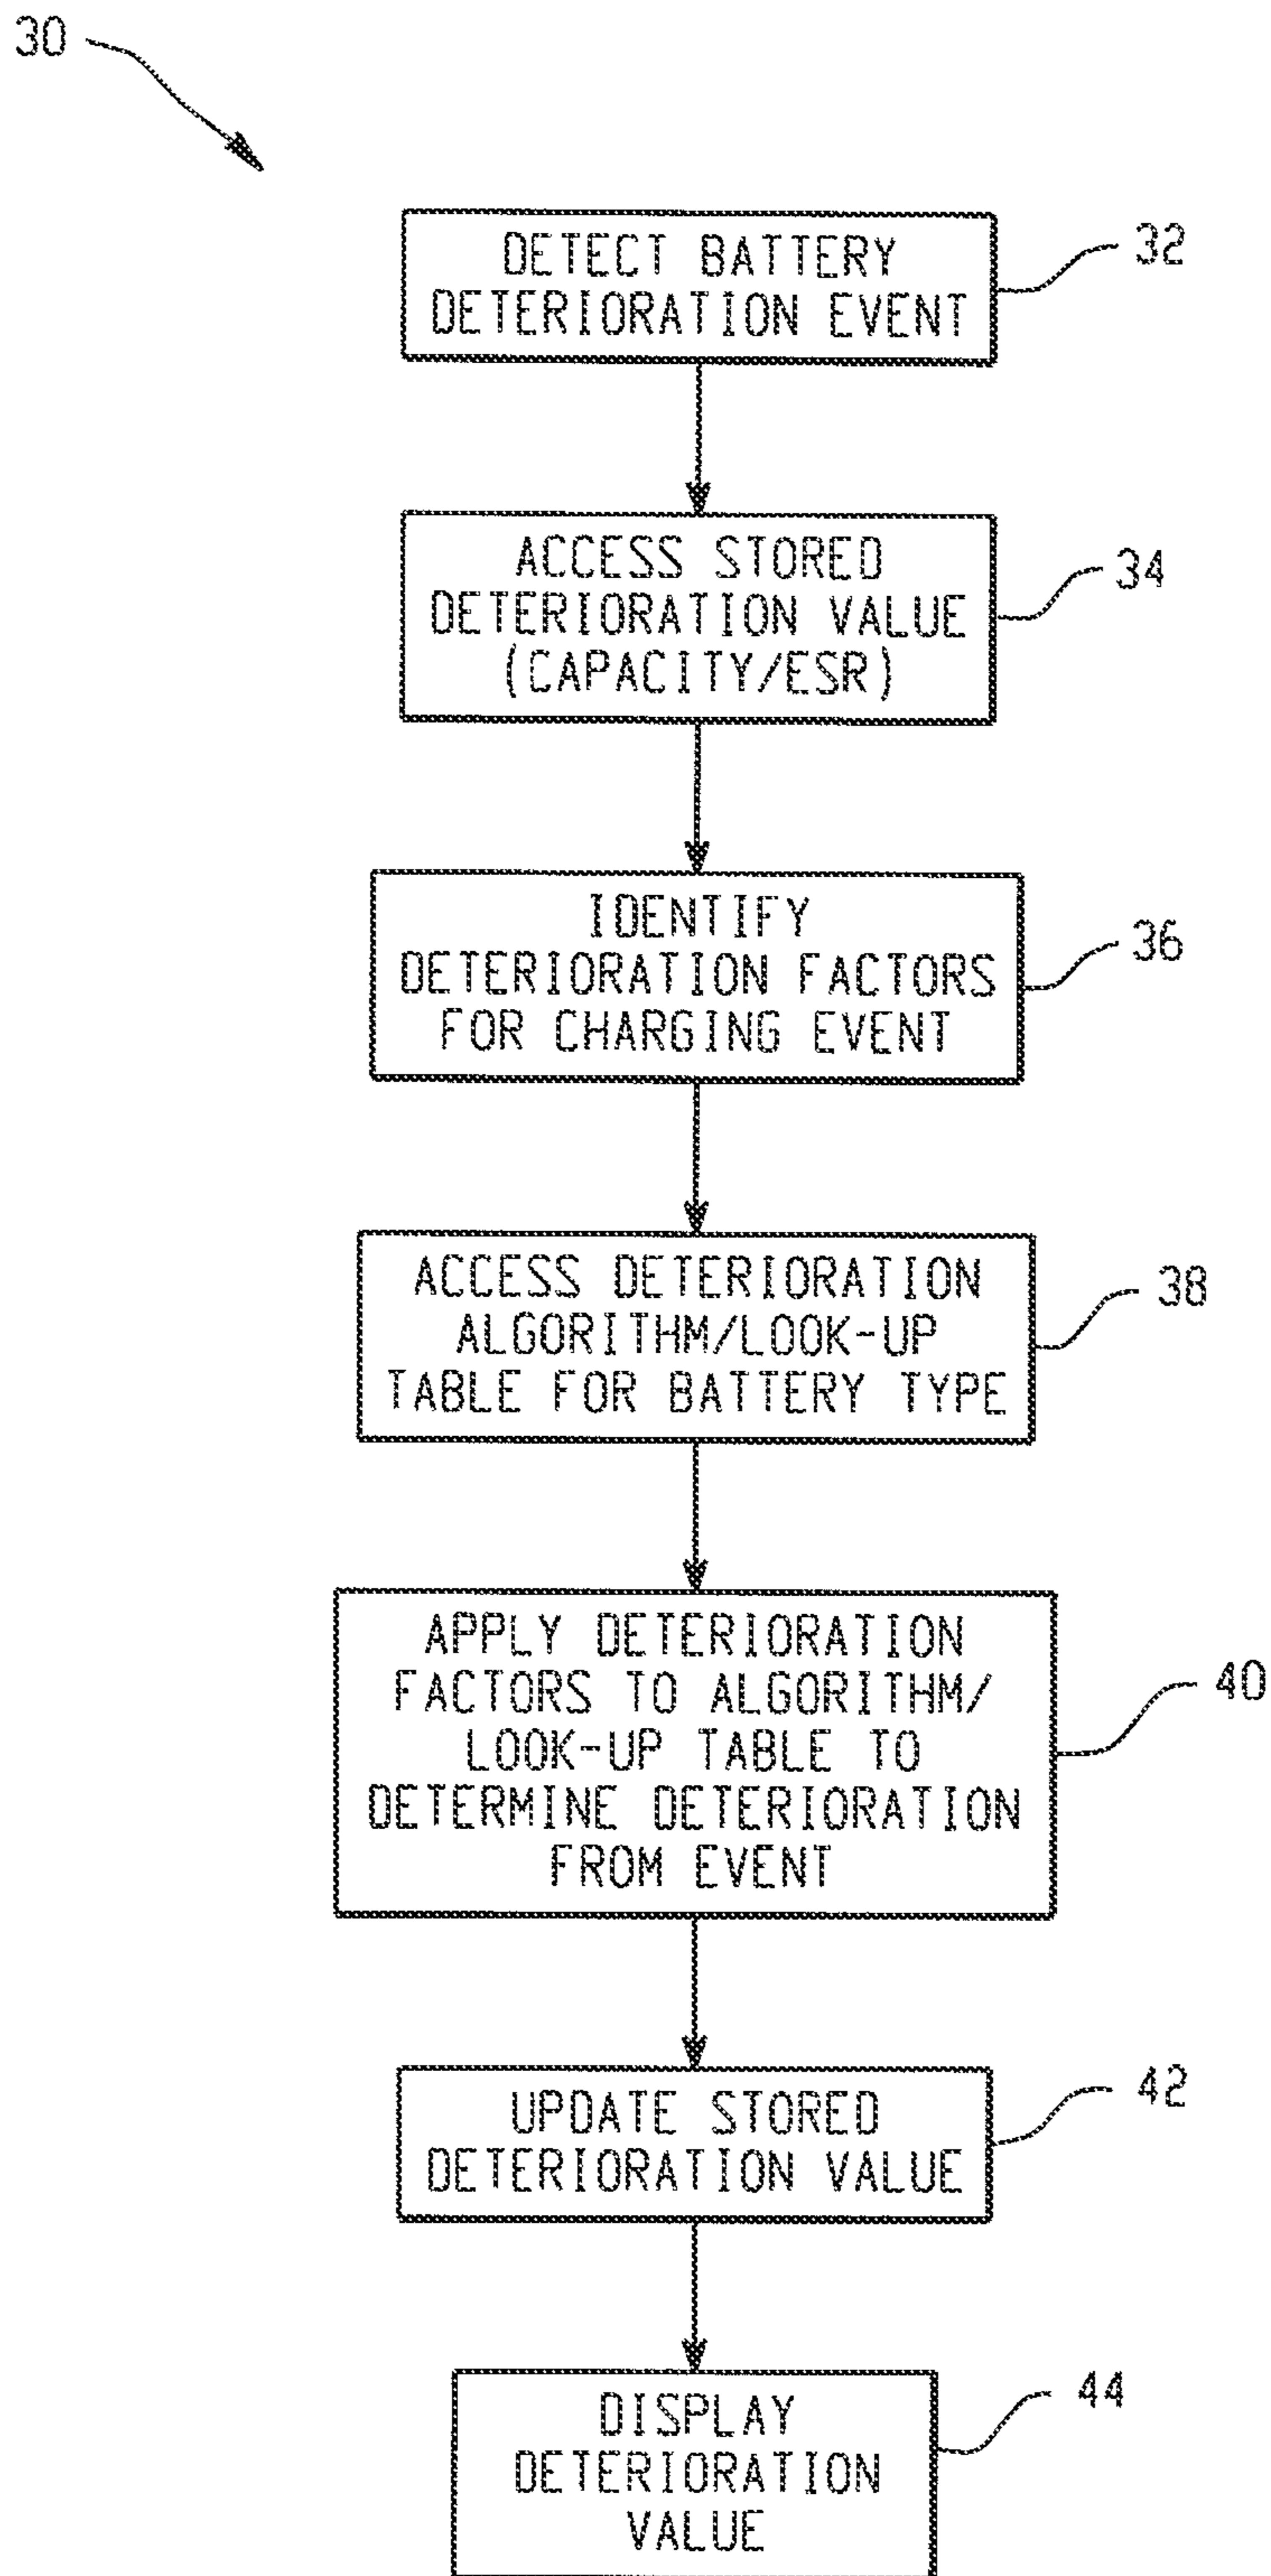 30
DETECT BATTERY
DETERIORATION EVENT
32
ACCESS STORED
DETERIORATION VALUE
(CAPACITY/ESR)
34
IDENTIFY
DETERIORATION FACTORS
FOR CHARGING EVENT
36
ACCESS DETERIORATION
ALGORITHM/LOOK-UP
TABLE FOR BATTERY TYPE
38
APPLY DETERIORATION
FACTORS TO ALGORITHM/
LOOK-UP TABLE TO
DETERMINE DETERIORATION
FROM EVENT
40
UPDATE STORED
DETERIORATION VALUE
42
DISPLAY
DETERIORATION
VALUE
44